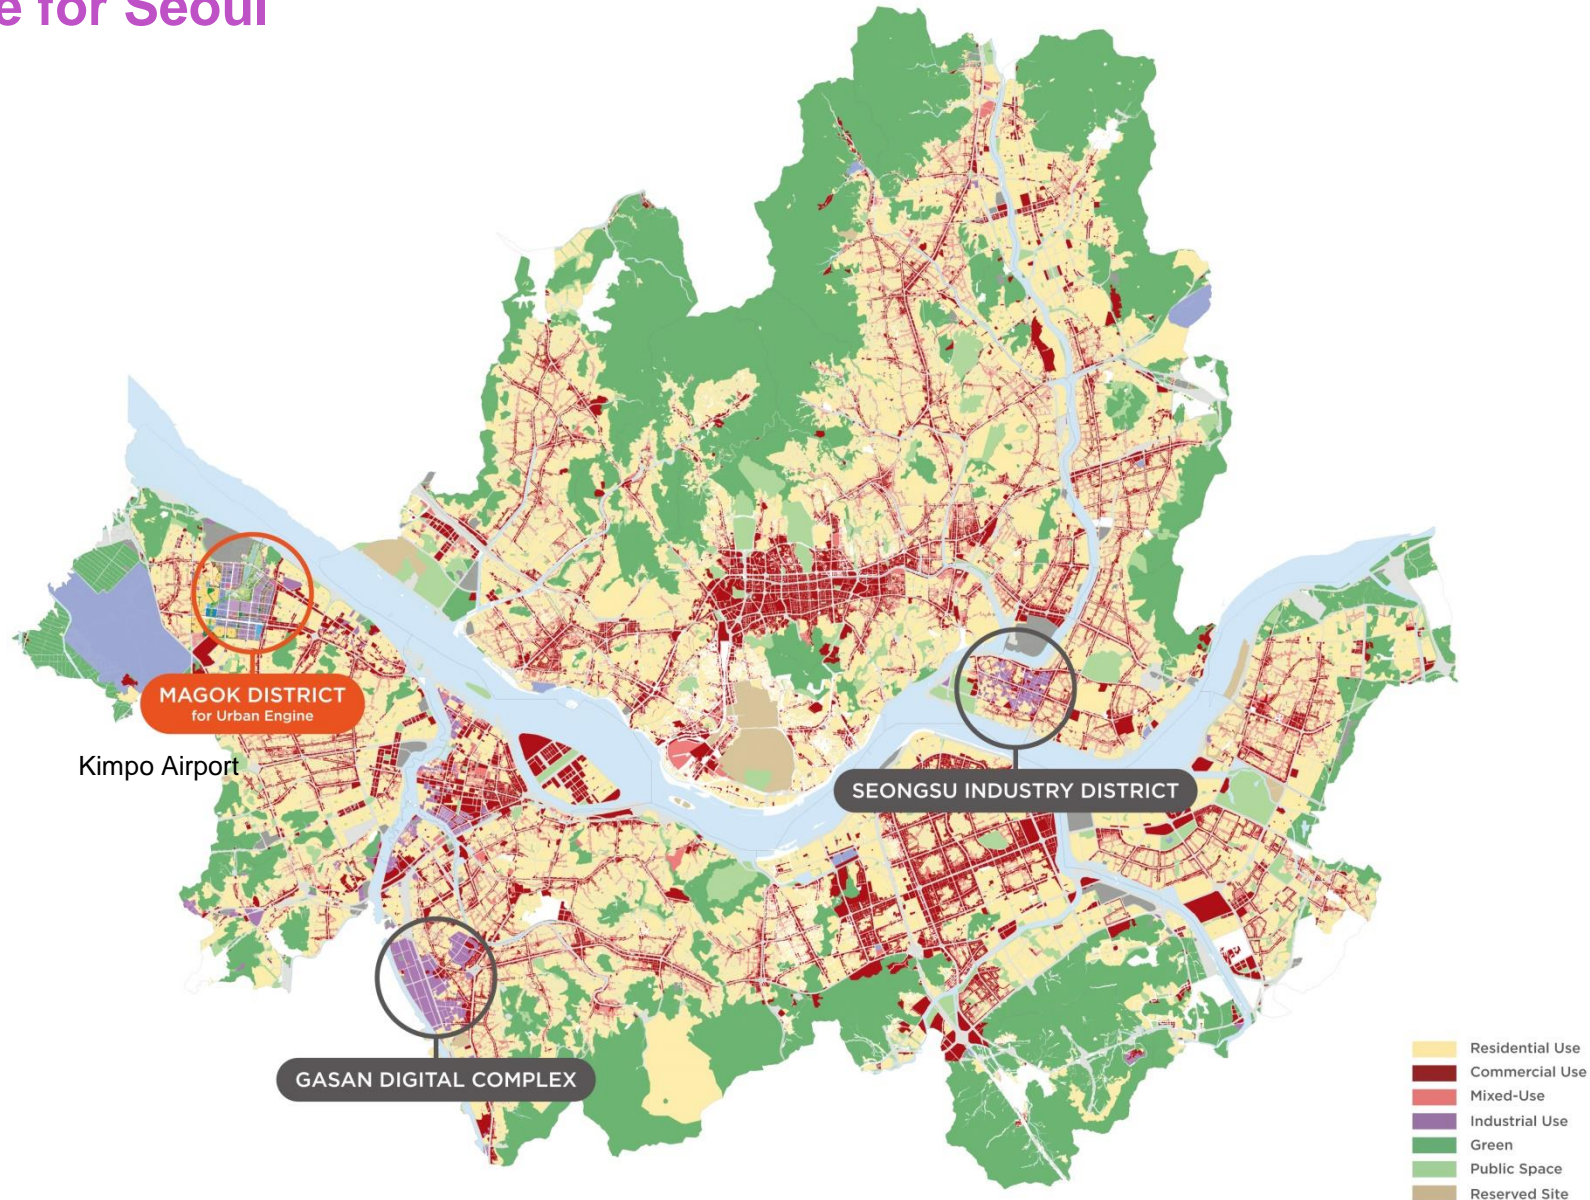 e for Seoul
MAGOK DISTRICT
for Urban Engine
Kimpo Airport
SEONGSU INDUSTRY DISTRICT
GASAN DIGITAL COMPLEX
Residential Use
Commercial Use
Mixed-Use
Industrial Use
Green
Public Space
Reserved Site